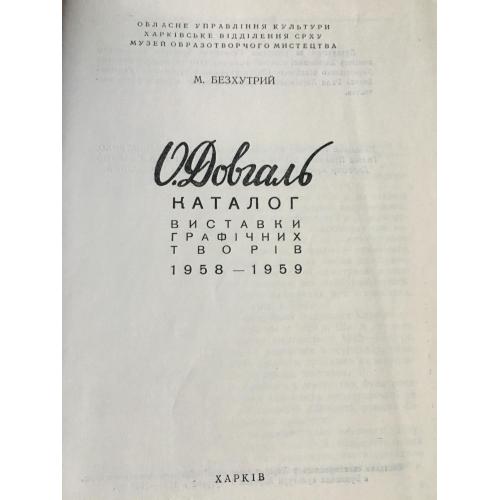 ОБЛАСНЕ УПРАВЛІННЯ КУЛЬТУРИ
ХАРКІВСЬКЕ ВІДДІЛЕННЯ СРХУ
МУЗЕЙ ОБРАЗОТВОРЧОГО МИСТЕЦТВА
М. БЕЗХУТРИЙ
О. Довгаль
КАТАЛОГ
ВИСТАВКИ
ГРАФІЧНИХ
ТВОРІВ
1958 — 1959
ХАРКІВ